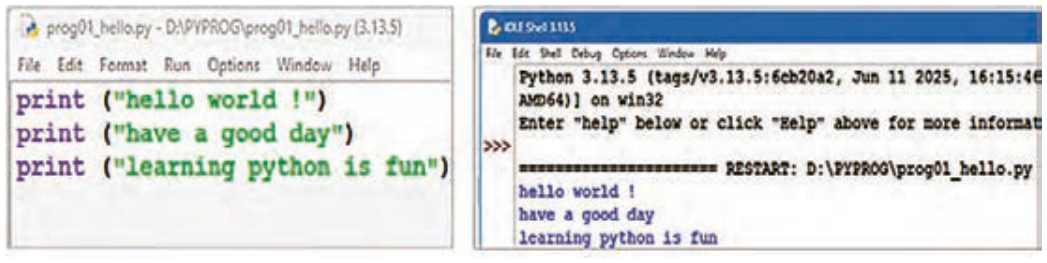 prog01_hello.py - D:\PYPROG\prog01_hello.py (3.13.5)
File Edit Format Run Options Window Help
print ("hello world !")
print ("have a good day")
print ("learning python is fun")
IDLE Shell 3.13.5
File Edit Shell Debug Options Window Help
Python 3.13.5 (tags/v3.13.5:6cb20a2, Jun 11 2025, 16:15:46
AMD64)] on win32
Enter "help" below or click "Help" above for more informat
>>>
===================== RESTART: D:\PYPROG\prog01_hello.py
hello world !
have a good day
learning python is fun